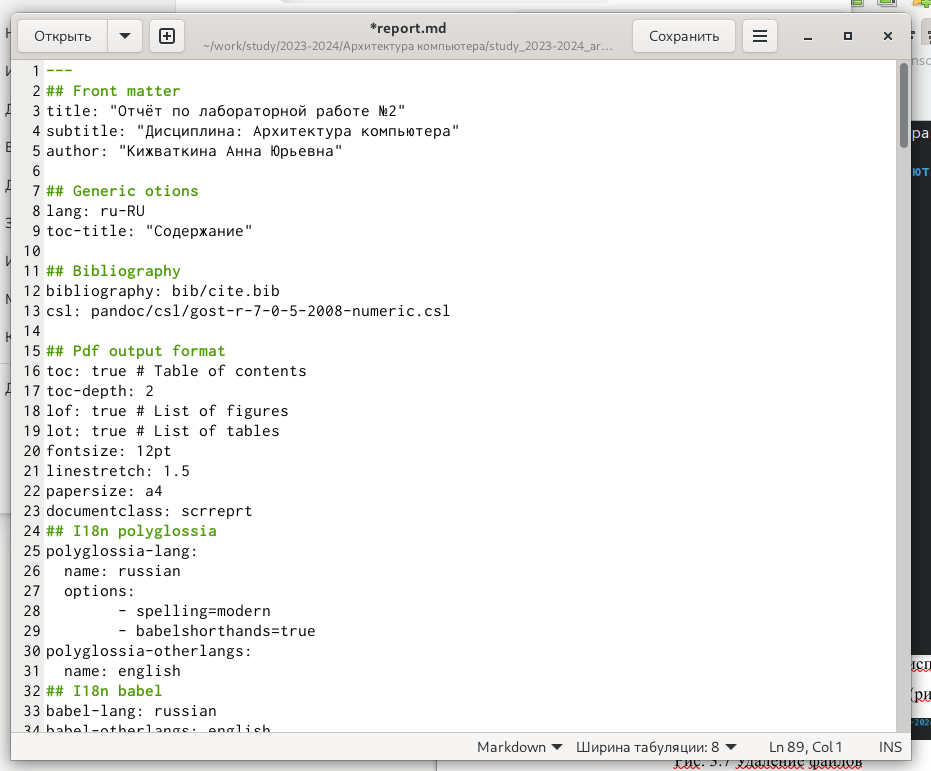 Открыть
*report.md
~/work/study/2023-2024/Архитектура компьютера/study_2023-2024_ar…
Сохранить
1 ---
2 ## Front matter
3 title: "Отчёт по лабораторной работе №2"
4 subtitle: "Дисциплина: Архитектура компьютера"
5 author: "Кижваткина Анна Юрьевна"
6
7 ## Generic otions
8 lang: ru-RU
9 toc-title: "Содержание"
10
11 ## Bibliography
12 bibliography: bib/cite.bib
13 csl: pandoc/csl/gost-r-7-0-5-2008-numeric.csl
14
15 ## Pdf output format
16 toc: true # Table of contents
17 toc-depth: 2
18 lof: true # List of figures
19 lot: true # List of tables
20 fontsize: 12pt
21 linestretch: 1.5
22 papersize: a4
23 documentclass: scrreprt
24 ## I18n polyglossia
25 polyglossia-lang:
26   name: russian
27   options:
28         - spelling=modern
29         - babelshorthands=true
30 polyglossia-otherlangs:
31   name: english
32 ## I18n babel
33 babel-lang: russian
34 babel-otherlangs: english
Markdown
Ширина табуляции: 8
Ln 89, Col 1
INS
Рис. 3.7 Удаление файлов